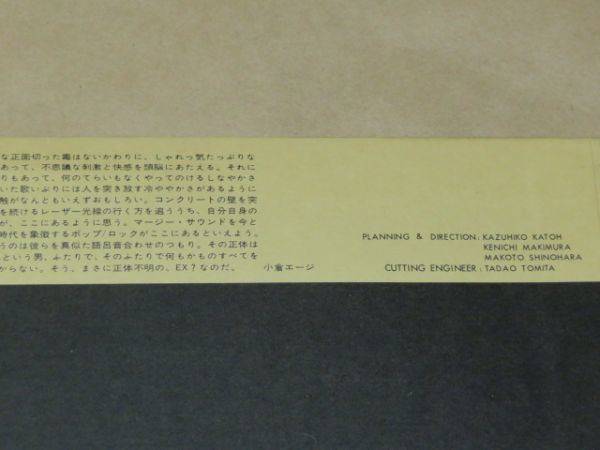 な正面切った毒はないかわりに、しゃれっ気たっぷりな
あって、不思議な刺激と快感を頭脳にあたえる。それに
りもあって、何のてらいもなくやってのけるしなやかさ
いた歌いぶりには人を突き放す冷ややかさがあるように
触がなんともいえずおもしろい。コンクリートの壁を突
を続けるレーザー光線の行く方を追ううち、自分自身の
が、ここにあるように思う。マージー・サウンドを今と
時代を象徴するポップ/ロックがここにあるといえよう。
うのは彼らを真似た語呂音合わせのつもり。その正体は
という男、ふたりで、そのふたりで何もかものすべてを
からない。そう、まさに正体不明の、EX？なのだ。 小倉エージ
PLANNING & DIRECTION: KAZUHIKO KATOH
KENICHI MAKIMURA
MAKOTO SHINOHARA
CUTTING ENGINEER: TADAO TOMITA